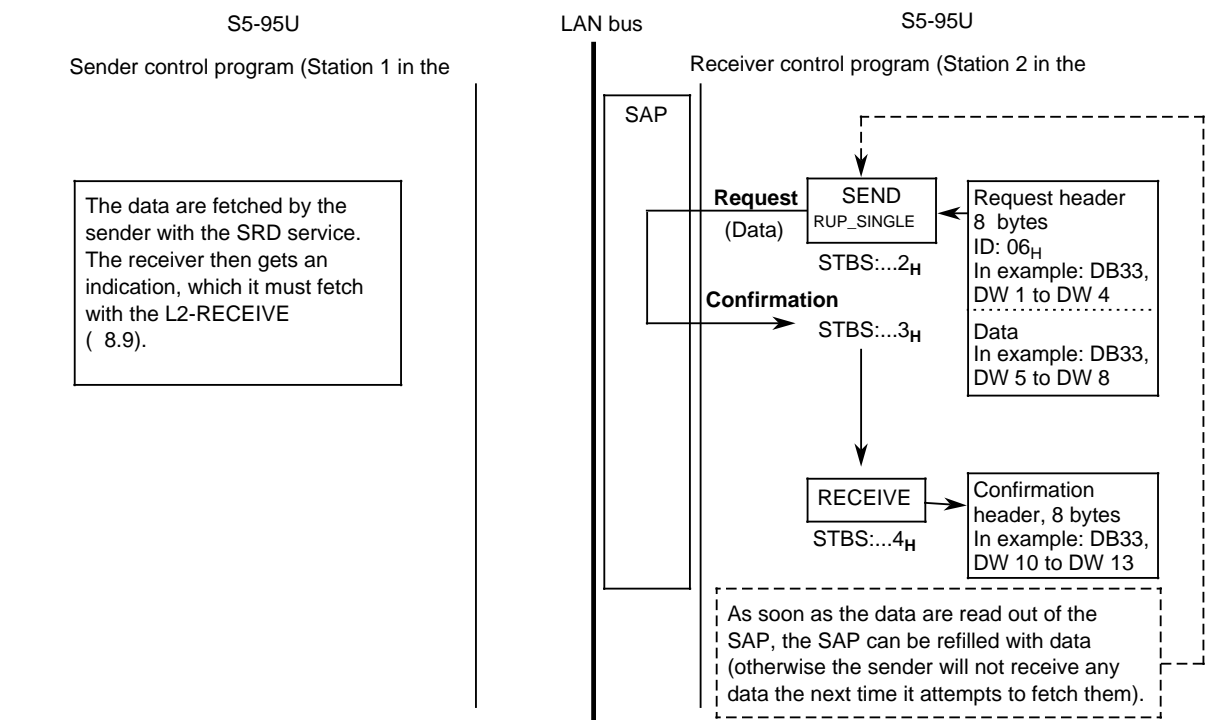 S5-95U
LAN bus
S5-95U
Sender control program (Station 1 in the
Receiver control program (Station 2 in the
SAP
The data are fetched by the
sender with the SRD service.
The receiver then gets an
indication, which it must fetch
with the L2-RECEIVE
( 8.9).
Request
(Data)
SEND
RUP_SINGLE
STBS:...2H
Request header
8 bytes
ID: 06H
In example: DB33,
DW 1 to DW 4
Data
In example: DB33,
DW 5 to DW 8
Confirmation
STBS:...3H
RECEIVE
STBS:...4H
Confirmation
header, 8 bytes
In example: DB33,
DW 10 to DW 13
As soon as the data are read out of the
SAP, the SAP can be refilled with data
(otherwise the sender will not receive any
data the next time it attempts to fetch them).